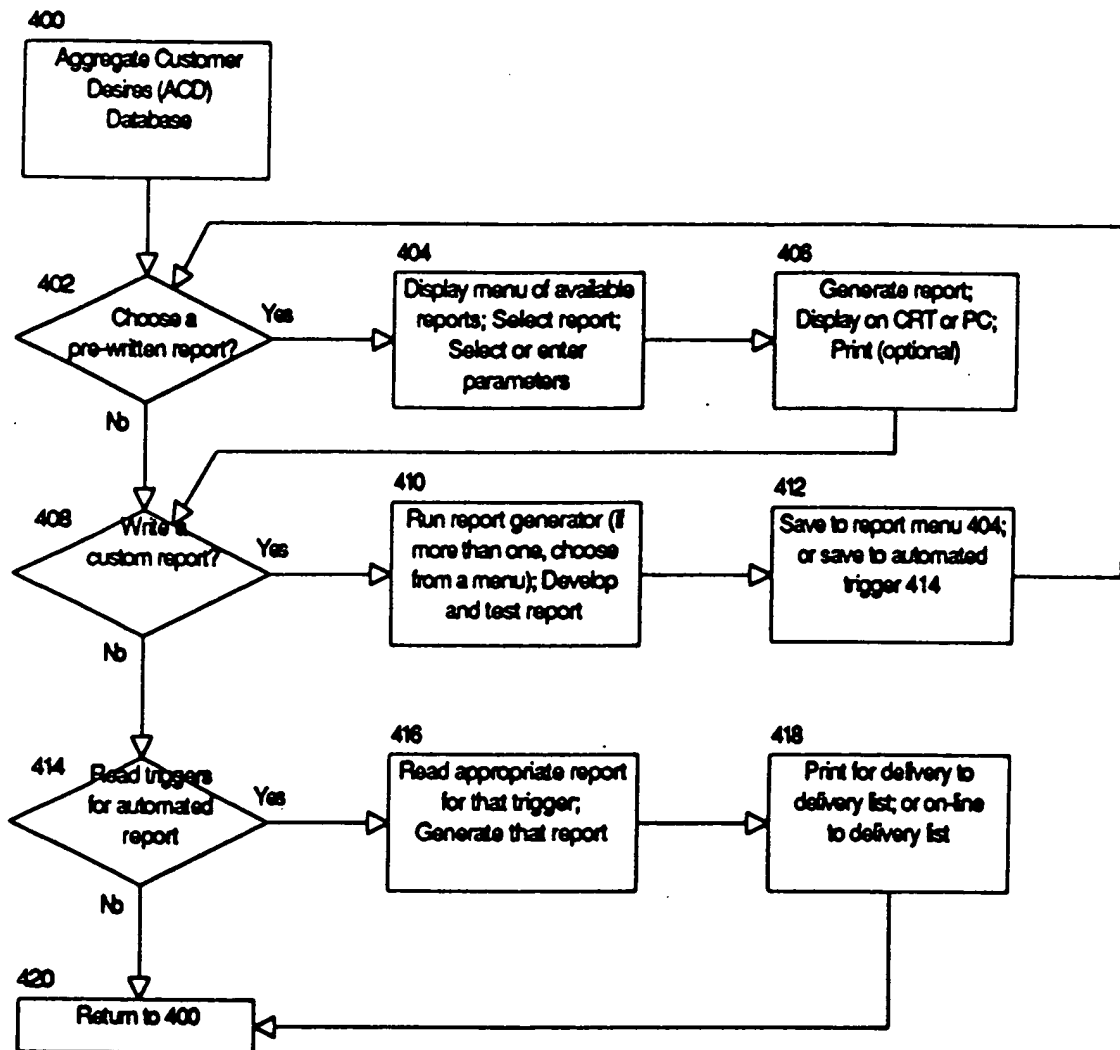 400
Aggregate Customer
Desires (ACD)
Database
402
Choose a
pre-written report?
Yes
No
404
Display menu of available
reports; Select report;
Select or enter
parameters
406
Generate report;
Display on CRT or PC;
Print (optional)
408
Write a
custom report?
Yes
No
410
Run report generator (if
more than one, choose
from a menu); Develop
and test report
412
Save to report menu 404;
or save to automated
trigger 414
414
Read triggers
for automated
report
Yes
No
416
Read appropriate report
for that trigger;
Generate that report
418
Print for delivery to
delivery list; or on-line
to delivery list
420
Return to 400